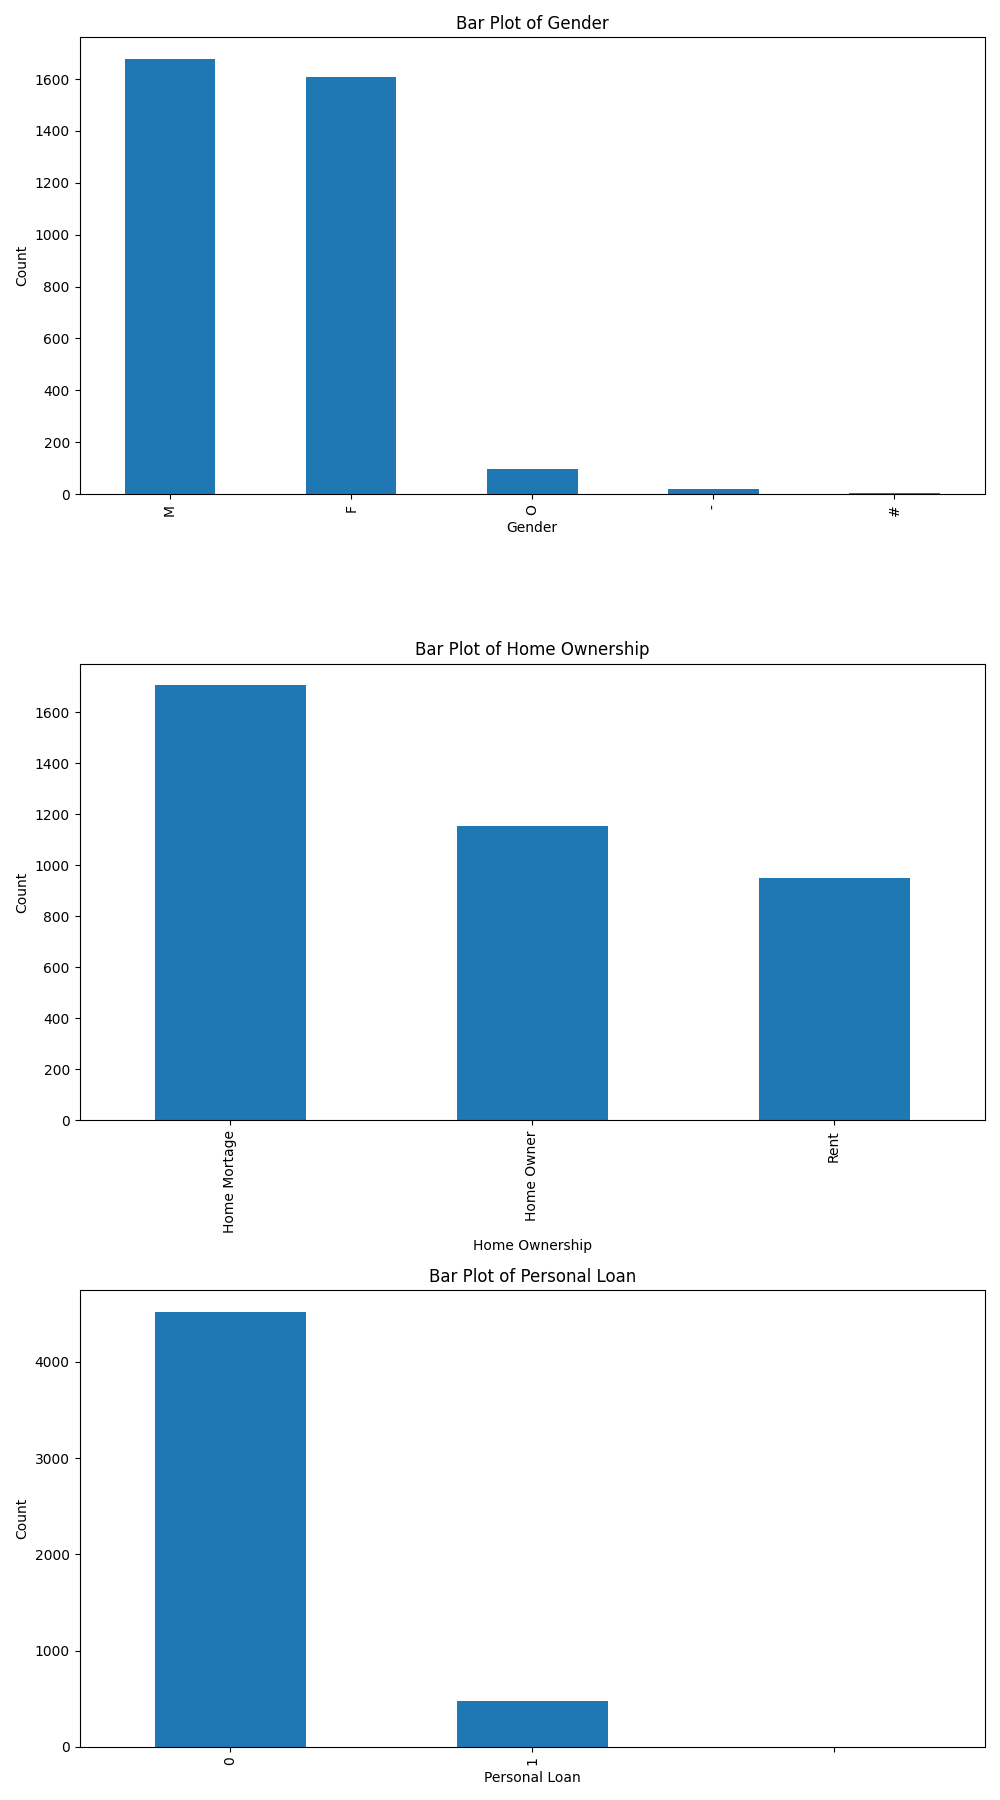 Bar Plot of Gender
1600
1400
1200
1000
800
600
400
200
0
Count
M
F
O
-
#
Gender
Bar Plot of Home Ownership
1600
1400
1200
1000
800
600
400
200
0
Count
Home Mortage
Home Owner
Rent
Home Ownership
Bar Plot of Personal Loan
4000
3000
2000
1000
0
Count
0
1
Personal Loan